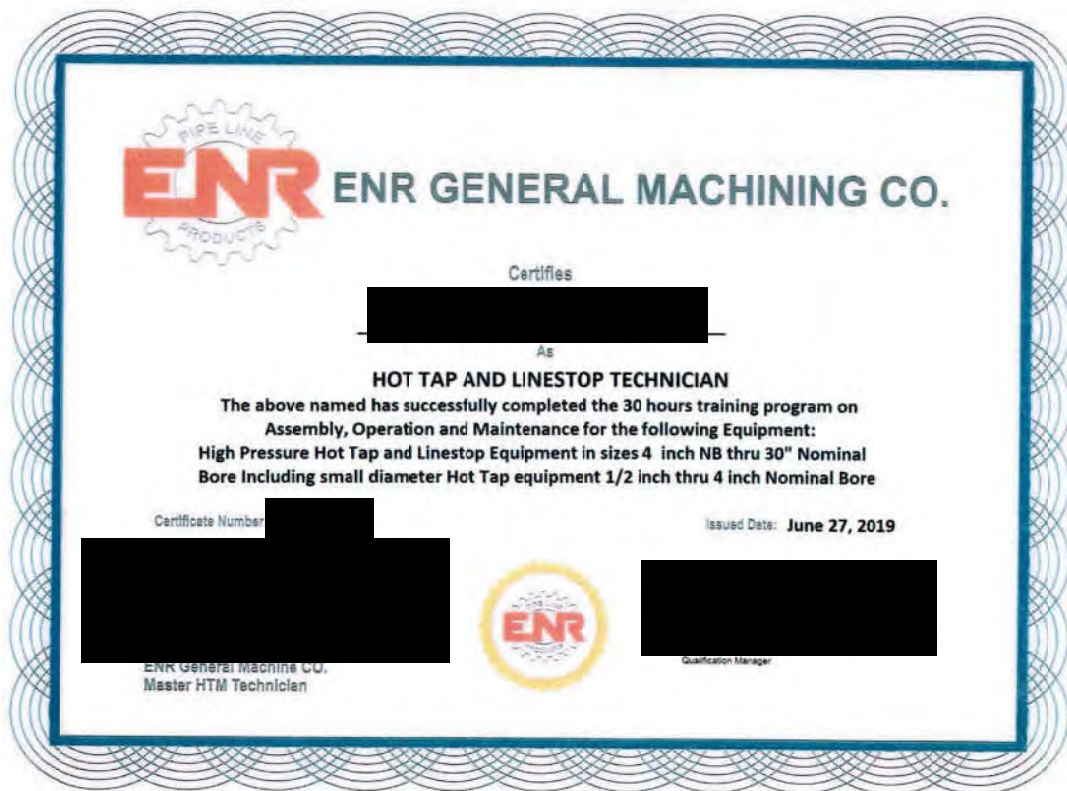 PIPE LINE
ENR
PRODUCTS
ENR GENERAL MACHINING CO.
Certifies
As
HOT TAP AND LINESTOP TECHNICIAN
The above named has successfully completed the 30 hours training program on
Assembly, Operation and Maintenance for the following Equipment:
High Pressure Hot Tap and Linestop Equipment in sizes 4 inch NB thru 30" Nominal
Bore Including small diameter Hot Tap equipment 1/2 inch thru 4 inch Nominal Bore
Certificate Number
Issued Date: June 27, 2019
PIPE LINE
ENR
PRODUCTS
ENR General Machine CO.
Master HTM Technician
Qualification Manager